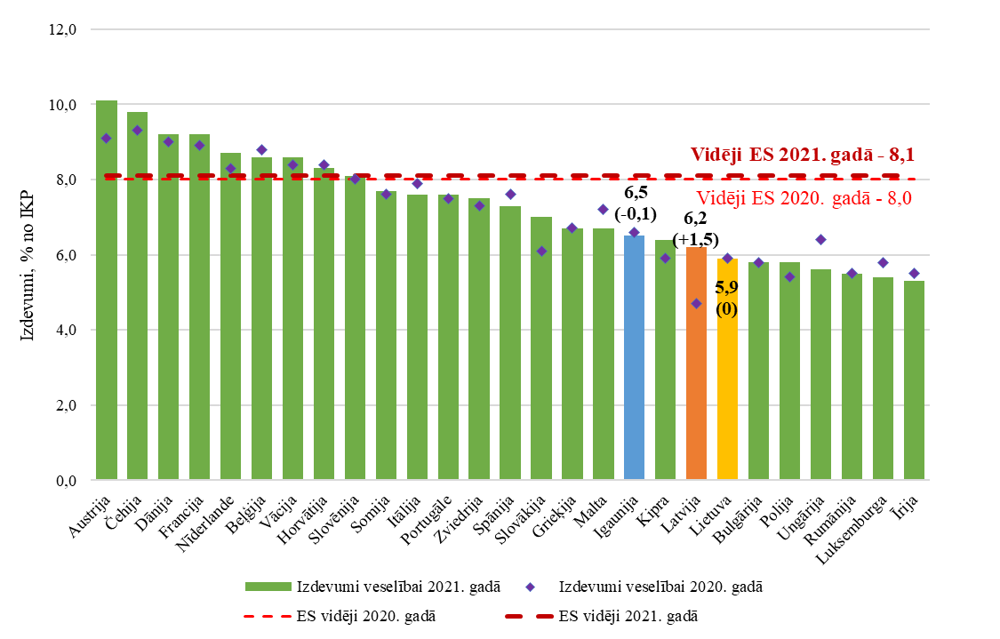 12,0
10,0
8,0
6,0
4,0
2,0
0,0
Izdevumi, % no IKP
Vidēji ES 2021. gadā - 8,1
Vidēji ES 2020. gadā - 8,0
6,5
(-0,1)
6,2
(+1,5)
5,9
(0)
Austrija
Čehija
Dānija
Francija
Nīderlande
Beļģija
Vācija
Horvātija
Slovēnija
Somija
Itālija
Portugāle
Zviedrija
Spānija
Slovākija
Grieķija
Malta
Igaunija
Kipra
Latvija
Lietuva
Bulgārija
Polija
Ungārija
Rumānija
Luksemburga
Īrija
Izdevumi veselībai 2021. gadā
Izdevumi veselībai 2020. gadā
ES vidēji 2020. gadā
ES vidēji 2021. gadā